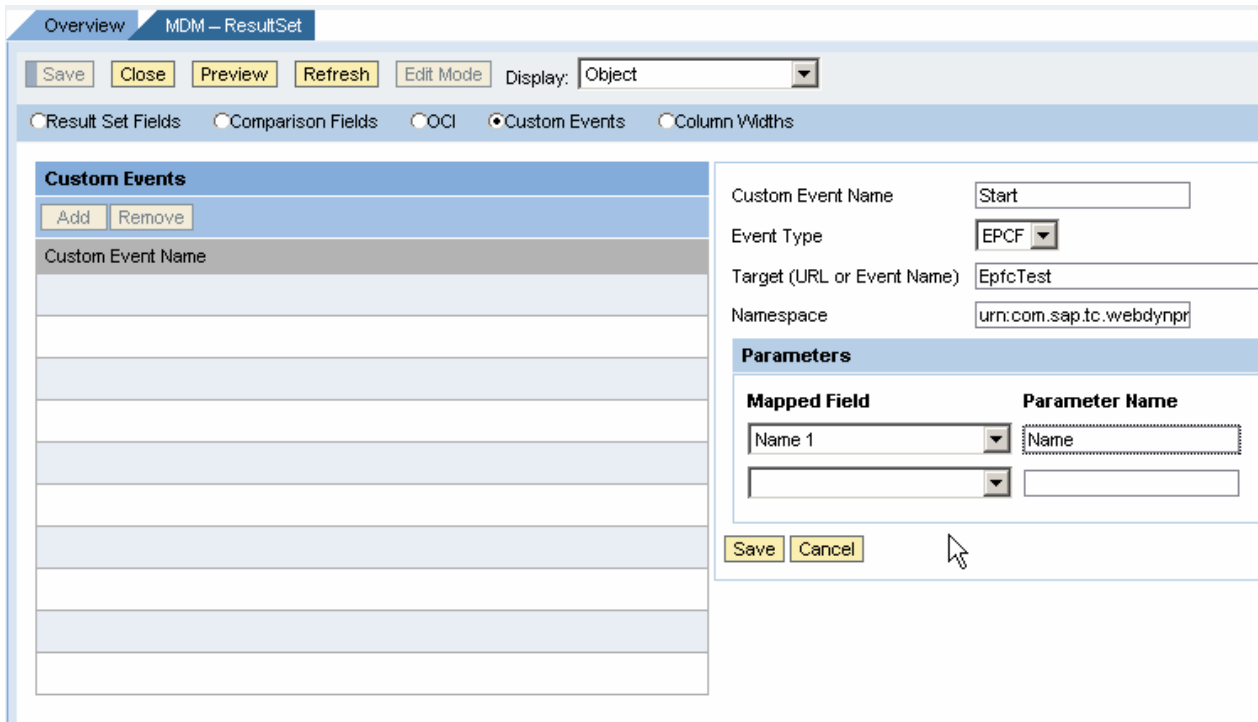 Overview MDM – ResultSet
Save Close Preview Refresh Edit Mode Display: Object
Result Set Fields Comparison Fields OCI Custom Events Column Widths
Custom Events
Add Remove
Custom Event Name
Custom Event Name Start
Event Type EPCF
Target (URL or Event Name) EpfcTest
Namespace urn:com.sap.tc.webdynpr
Parameters
Mapped Field Parameter Name
Name 1 Name
Save Cancel